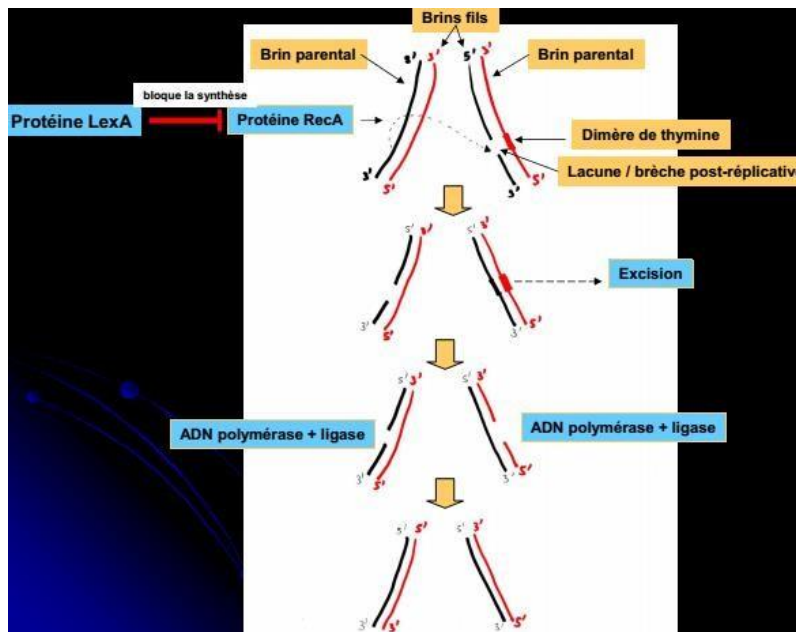 Brins fils
Brin parental
Brin parental
3' 3' 5' 3'
bloque la synthèse
Protéine LexA
Protéine RecA
Dimère de thymine
Lacune / brèche post-réplicative
3' 5' 3' 5'
5' 3' 5' 3'
Excision
3' 5' 3' 5'
5' 3' 5' 3'
ADN polymérase + ligase
ADN polymérase + ligase
3' 5' 3' 5'
5' 5' 5' 3'
3' 3' 3' 5'